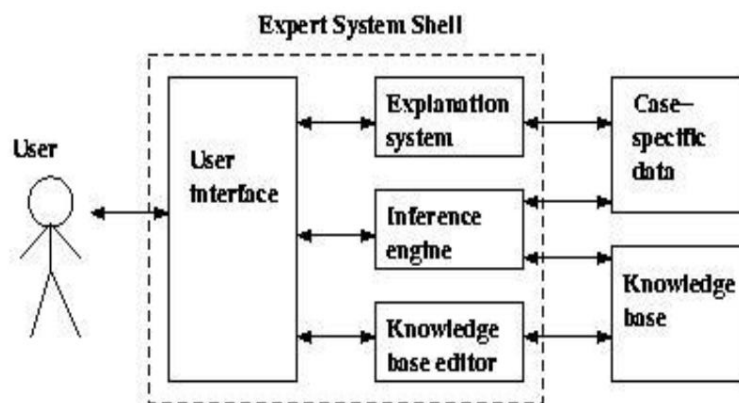 Expert System Shell
User
User
interface
Explanation
system
Inference
engine
Knowledge
base editor
Case–
specific
data
Knowledge
base